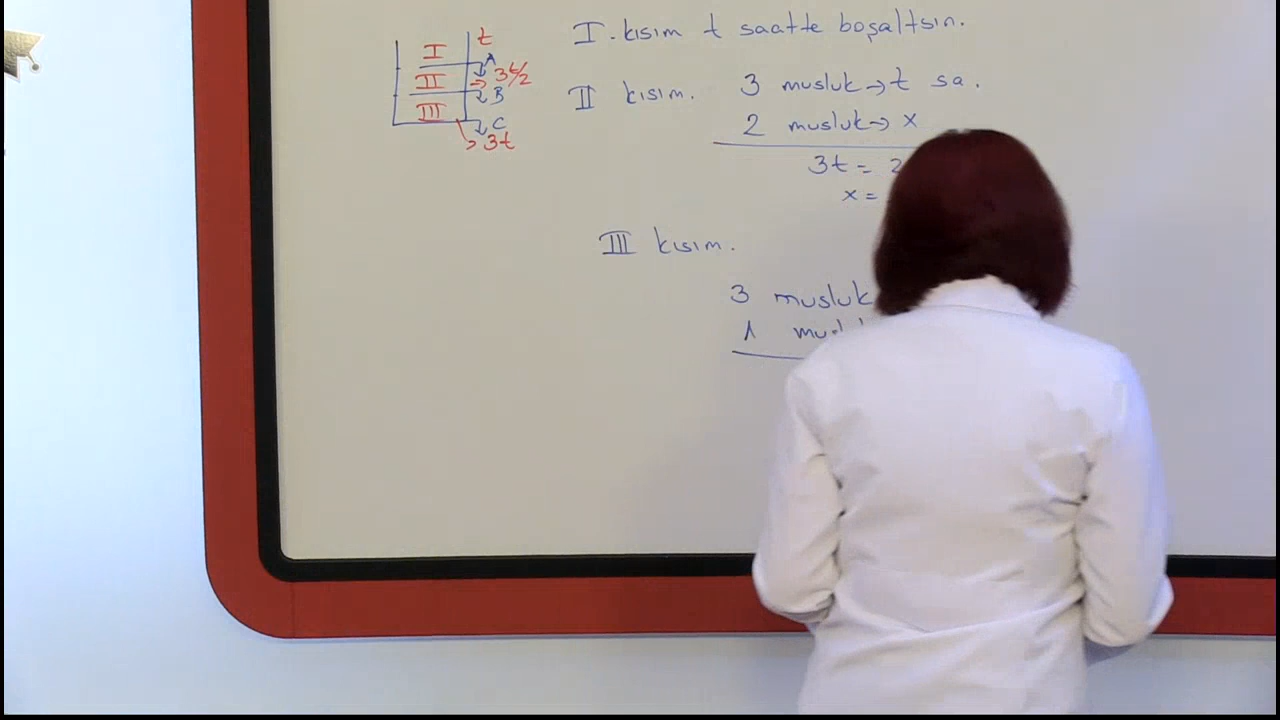 I
t
A
II
3t/2
B
III
C
3t
I. kısım t saatte boşaltsın.
II kısım. 3 musluk → t sa.
2 musluk → x
3t = 2
x =
III kısım.
3 musluk
1